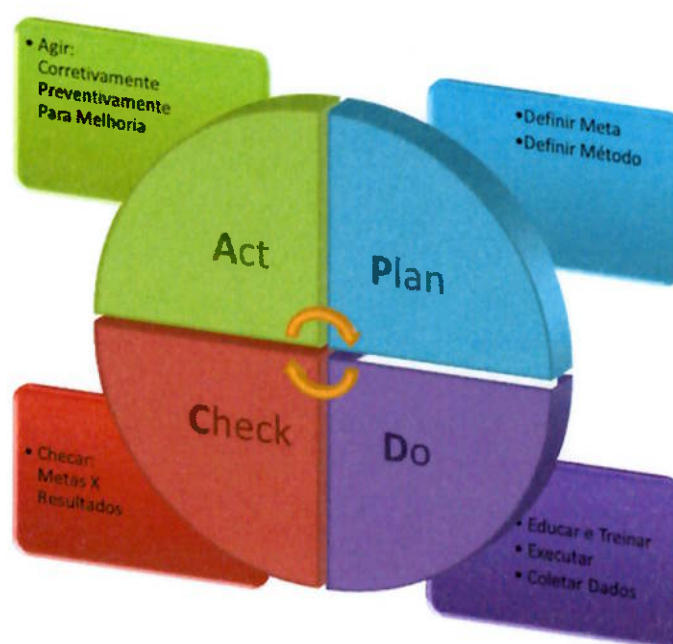 • Agir:
Corretivamente
Preventivamente
Para Melhoria
•Definir Meta
•Definir Método
Act
Plan
Check
Do
• Checar:
Metas X
Resultados
• Educar e Treinar
• Executar
• Coletar Dados